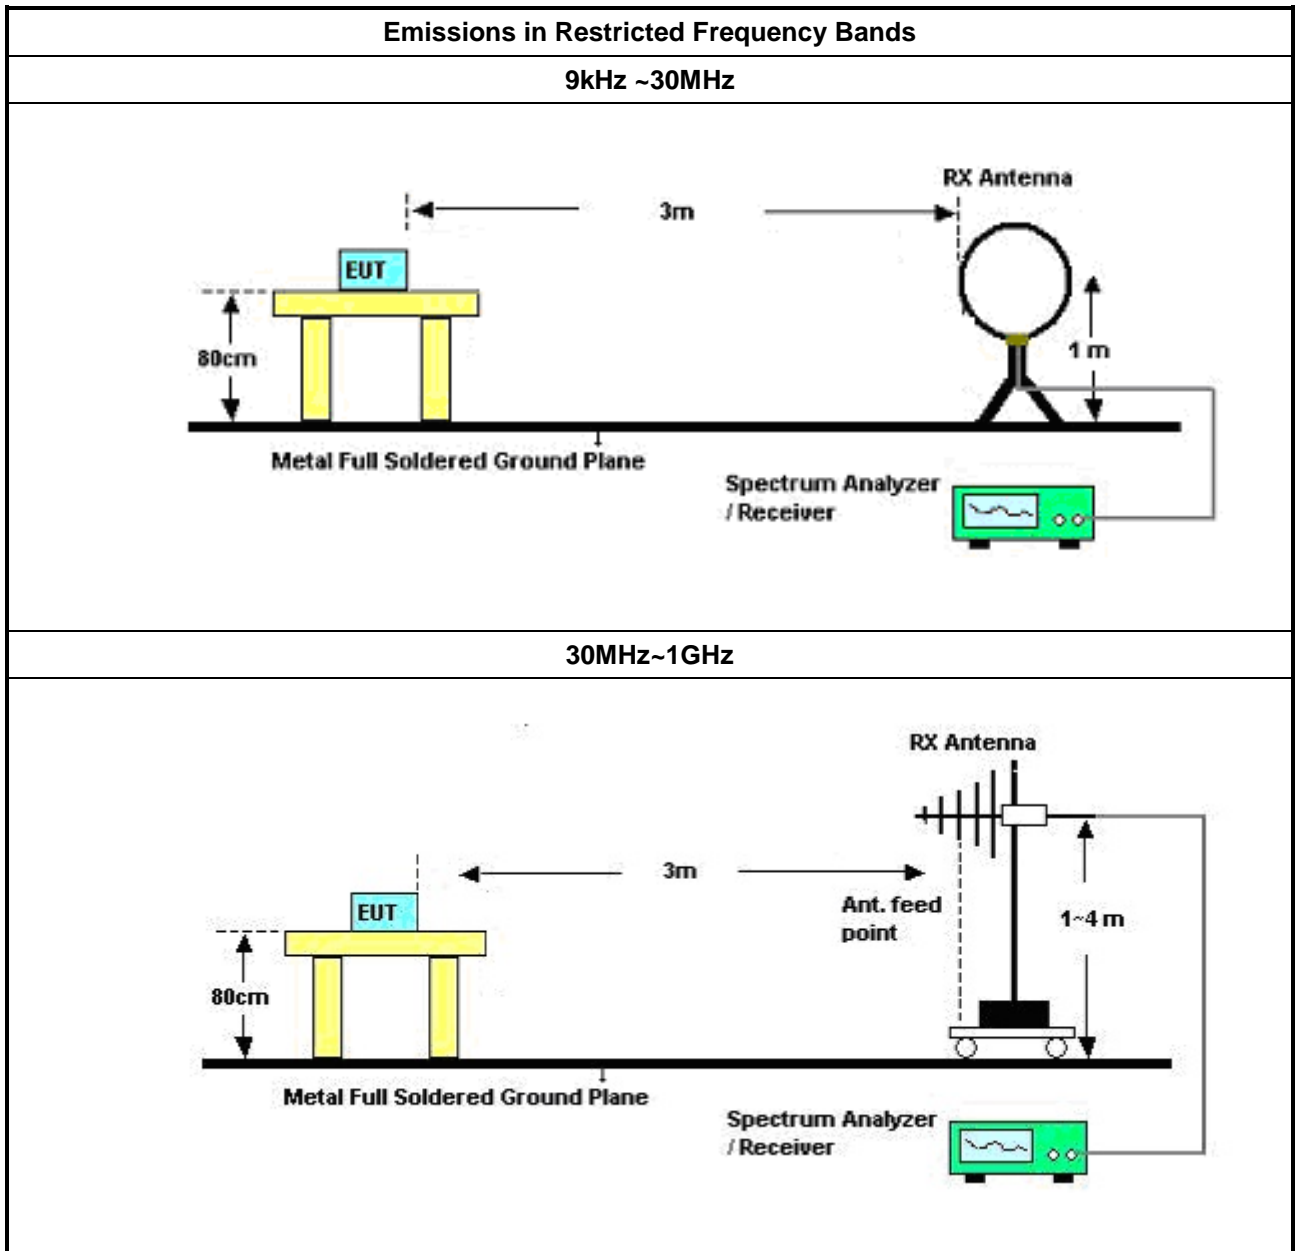 Emissions in Restricted Frequency Bands
9kHz ~30MHz
RX Antenna
3m
EUT
80cm
1 m
Metal Full Soldered Ground Plane
Spectrum Analyzer
/ Receiver
30MHz~1GHz
RX Antenna
3m
EUT
Ant. feed
point
1~4 m
80cm
Metal Full Soldered Ground Plane
Spectrum Analyzer
/ Receiver